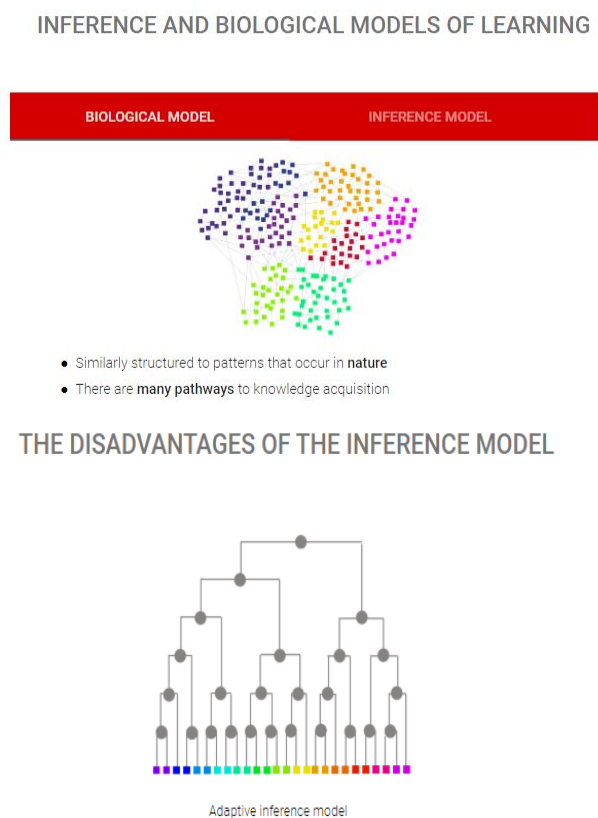 INFERENCE AND BIOLOGICAL MODELS OF LEARNING
BIOLOGICAL MODEL
INFERENCE MODEL
Similarly structured to patterns that occur in nature
There are many pathways to knowledge acquisition
THE DISADVANTAGES OF THE INFERENCE MODEL
Adaptive inference model